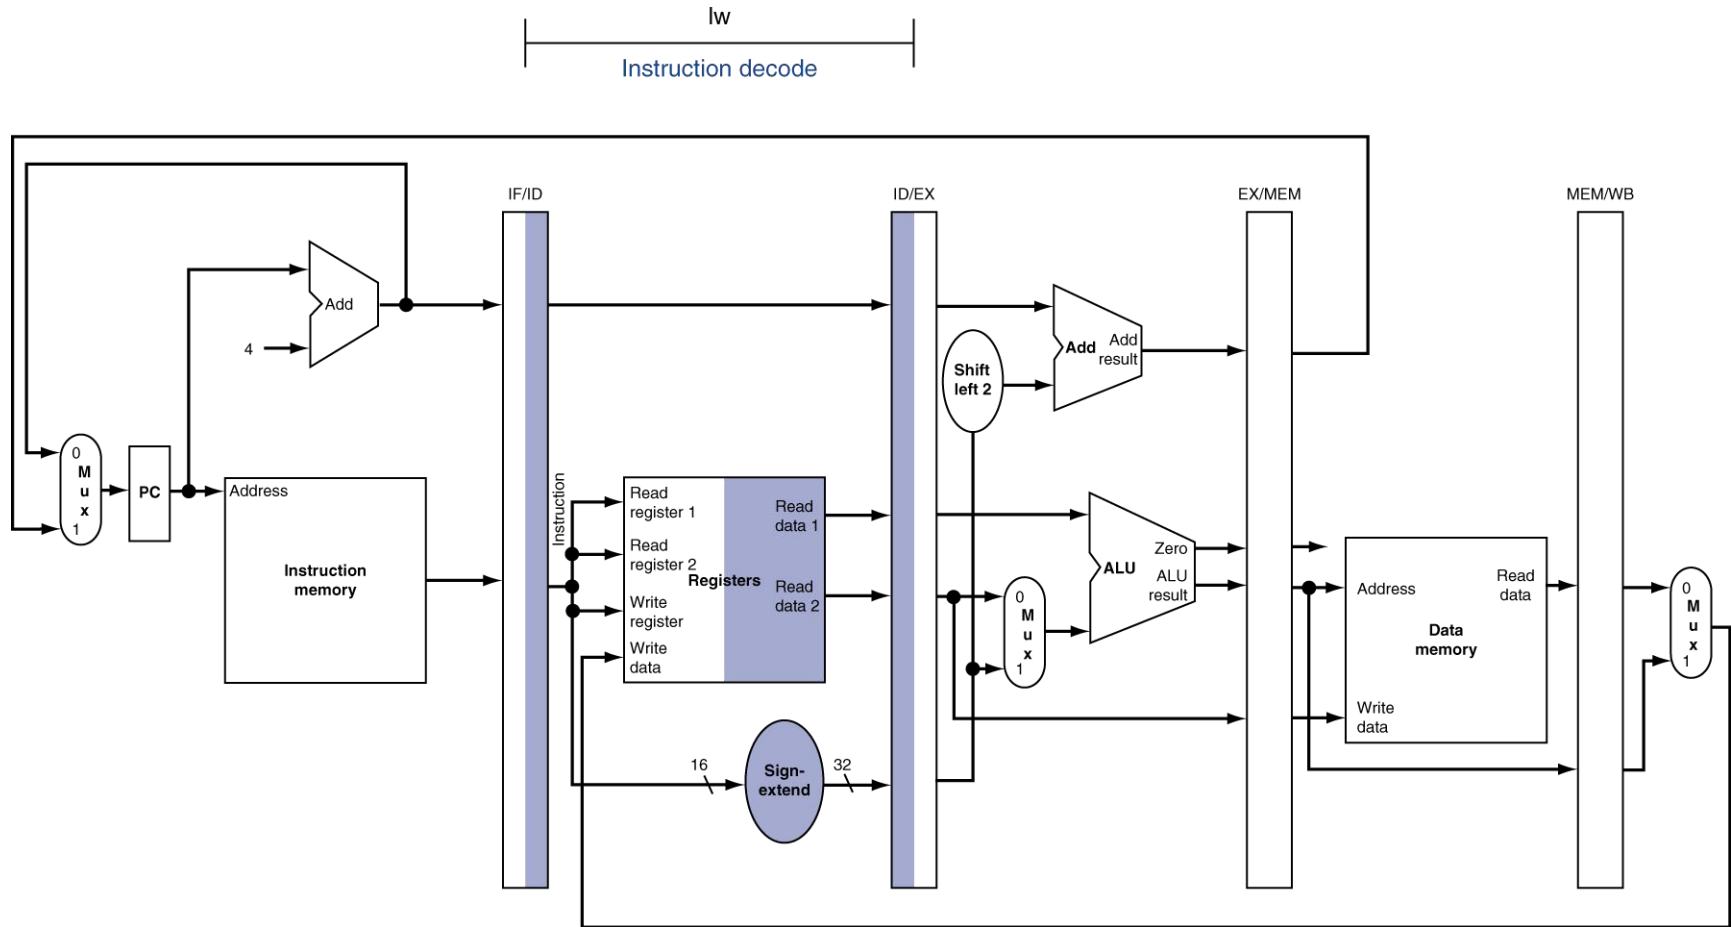 lw
Instruction decode
IF/ID
ID/EX
EX/MEM
MEM/WB
Add
4
Add
Add
result
Shift
left 2
0
M
u
x
1
PC
Address
Instruction
memory
Instruction
Read
register 1
Read
register 2
Write
register
Write
data
Registers
Read
data 1
Read
data 2
16
Sign-
extend
32
0
M
u
x
1
Zero
ALU
ALU
result
Address
Read
data
Data
memory
Write
data
0
M
u
x
1